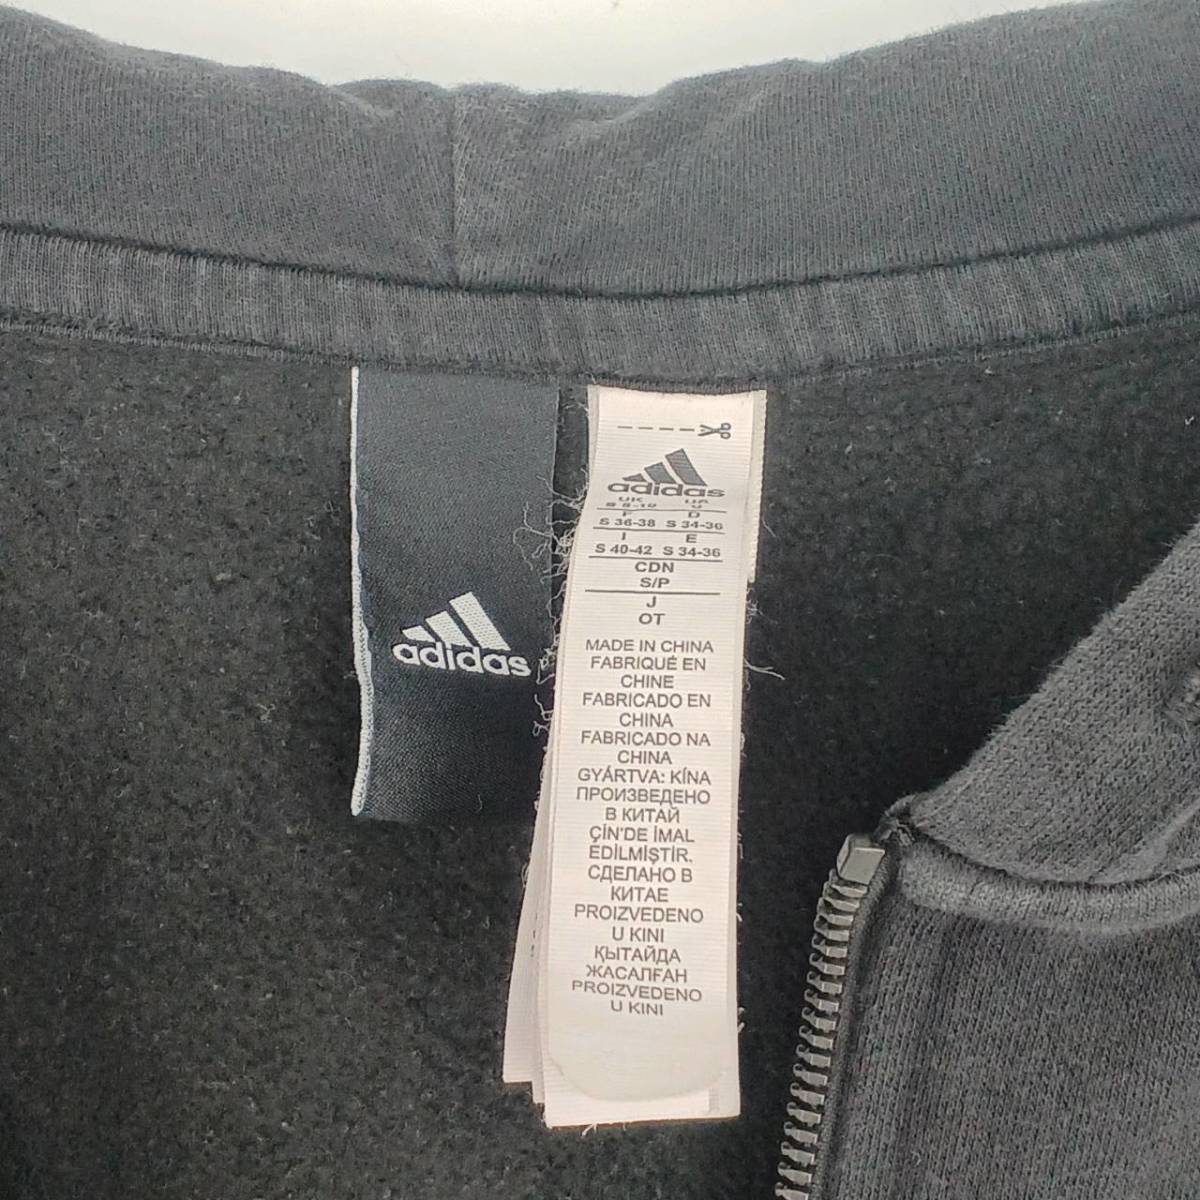 adidas
adidas
UK
S 8-10
F D
S 36-38 S 34-36
I E
S 40-42 S 34-36
CDN
S/P
J
OT
MADE IN CHINA
FABRIQUÉ EN
CHINE
FABRICADO EN
CHINA
FABRICADO NA
CHINA
GYÁRTVA: KÍNA
ПРОИЗВЕДЕНО
В КИТАЙ
ÇİN'DE İMAL
EDİLMİŞTİR.
СДЕЛАНО В
КИТАЕ
PROIZVEDENO
U KINI
ҚЫТАЙДА
ЖАСАЛҒАН
PROIZVEDENO
U KINI